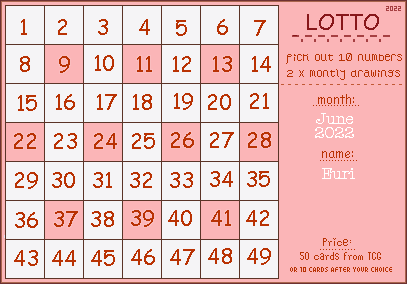 2022
LOTTO
pick out 10 numbers
2 x montly drawings
month:
June
2022
name:
Euri
Price:
50 cards from TCG
OR 10 CARDS AFTER YOUR CHOICE
1 2 3 4 5 6 7
8 9 10 11 12 13 14
15 16 17 18 19 20 21
22 23 24 25 26 27 28
29 30 31 32 33 34 35
36 37 38 39 40 41 42
43 44 45 46 47 48 49